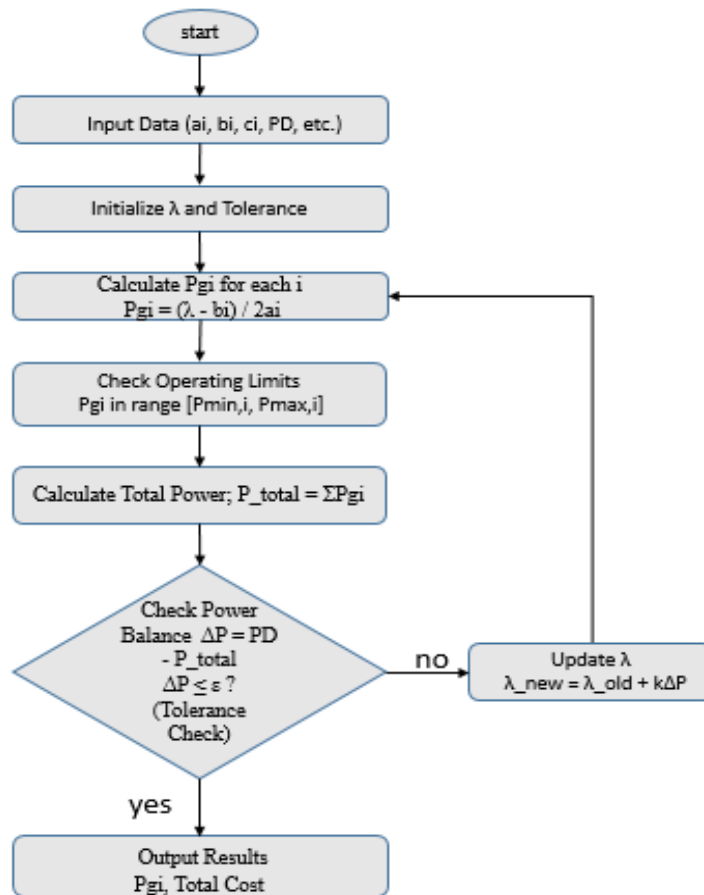 start
Input Data (ai, bi, ci, PD, etc.)
Initialize λ and Tolerance
Calculate Pgi for each i
Pgi = (λ - bi) / 2ai
Check Operating Limits
Pgi in range [Pmin,i, Pmax,i]
Calculate Total Power; P_total = ΣPgi
Check Power
Balance ΔP = PD
- P_total
ΔP ≤ ε ?
(Tolerance
Check)
no
Update λ
λ_new = λ_old + kΔP
yes
Output Results
Pgi, Total Cost